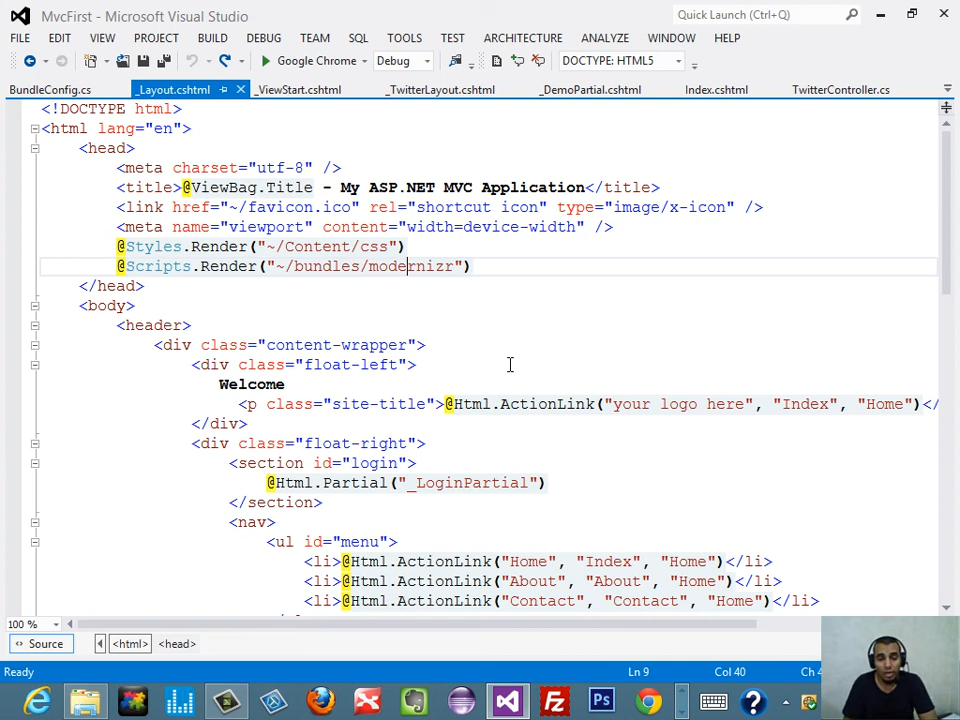 MvcFirst - Microsoft Visual Studio
Quick Launch (Ctrl+Q)
FILE EDIT VIEW PROJECT BUILD DEBUG TEAM SQL TOOLS TEST ARCHITECTURE ANALYZE WINDOW HELP
Google Chrome Debug DOCTYPE: HTML5
BundleConfig.cs _Layout.cshtml _ViewStart.cshtml _TwitterLayout.cshtml _DemoPartial.cshtml Index.cshtml TwitterController.cs
<!DOCTYPE html>
<html lang="en">
<head>
<meta charset="utf-8" />
<title>@ViewBag.Title - My ASP.NET MVC Application</title>
<link href="~/favicon.ico" rel="shortcut icon" type="image/x-icon" />
<meta name="viewport" content="width=device-width" />
@Styles.Render("~/Content/css")
@Scripts.Render("~/bundles/modernizr")
</head>
<body>
<header>
<div class="content-wrapper">
<div class="float-left">
Welcome
<p class="site-title">@Html.ActionLink("your logo here", "Index", "Home")</
</div>
<div class="float-right">
<section id="login">
@Html.Partial("_LoginPartial")
</section>
<nav>
<ul id="menu">
<li>@Html.ActionLink("Home", "Index", "Home")</li>
<li>@Html.ActionLink("About", "About", "Home")</li>
<li>@Html.ActionLink("Contact", "Contact", "Home")</li>
100 %
Source <html> <head>
Ready Ln 9 Col 40 Ch 4